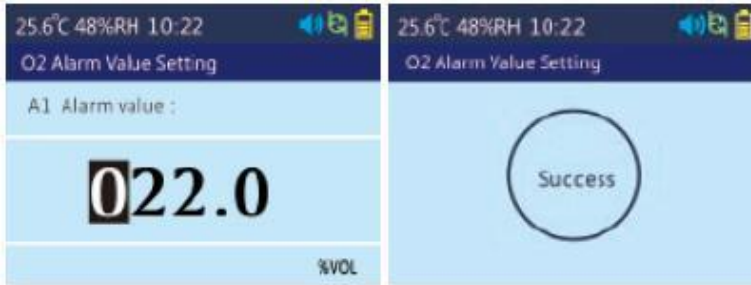 25.6℃ 48%RH 10:22
O2 Alarm Value Setting
A1 Alarm value :
022.0
%VOL
25.6℃ 48%RH 10:22
O2 Alarm Value Setting
Success